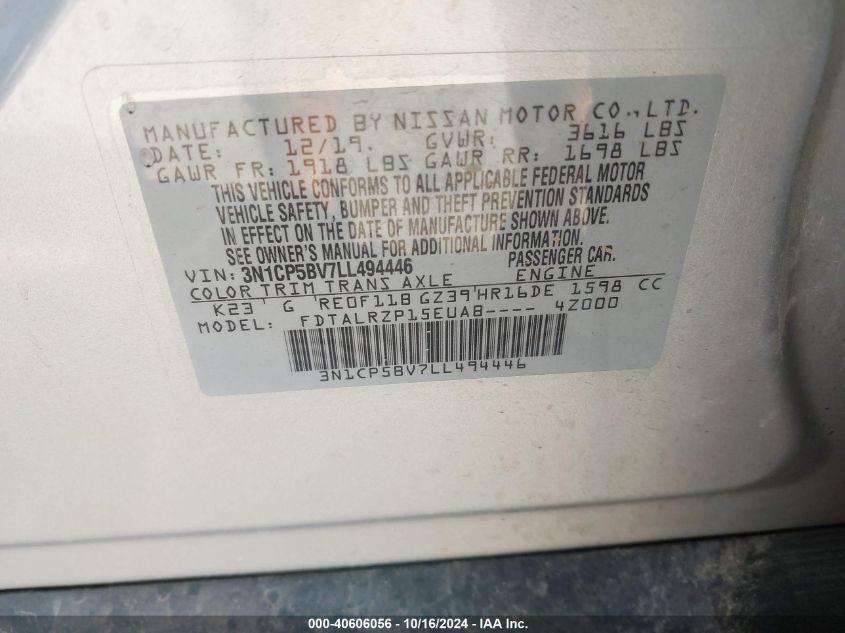 MANUFACTURED BY NISSAN MOTOR CO.,LTD.
DATE: 12/19. GVWR: 3616 LBS
GAWR FR: 1918 LBS GAWR RR: 1698 LBS
THIS VEHICLE CONFORMS TO ALL APPLICABLE FEDERAL MOTOR
VEHICLE SAFETY, BUMPER AND THEFT PREVENTION STANDARDS
IN EFFECT ON THE DATE OF MANUFACTURE SHOWN ABOVE.
SEE OWNER'S MANUAL FOR ADDITIONAL INFORMATION.
VIN: 3N1CP5BV7LL494446 PASSENGER CAR.
COLOR TRIM TRANS AXLE ENGINE
K23 ' G 'RE0F11B GZ39'HR16DE 1598 CC
MODEL: FDTALRZP15EUAB---- 4Z000
3N1CP5BV7LL494446
000-40606056 - 10/16/2024 - IAA Inc.